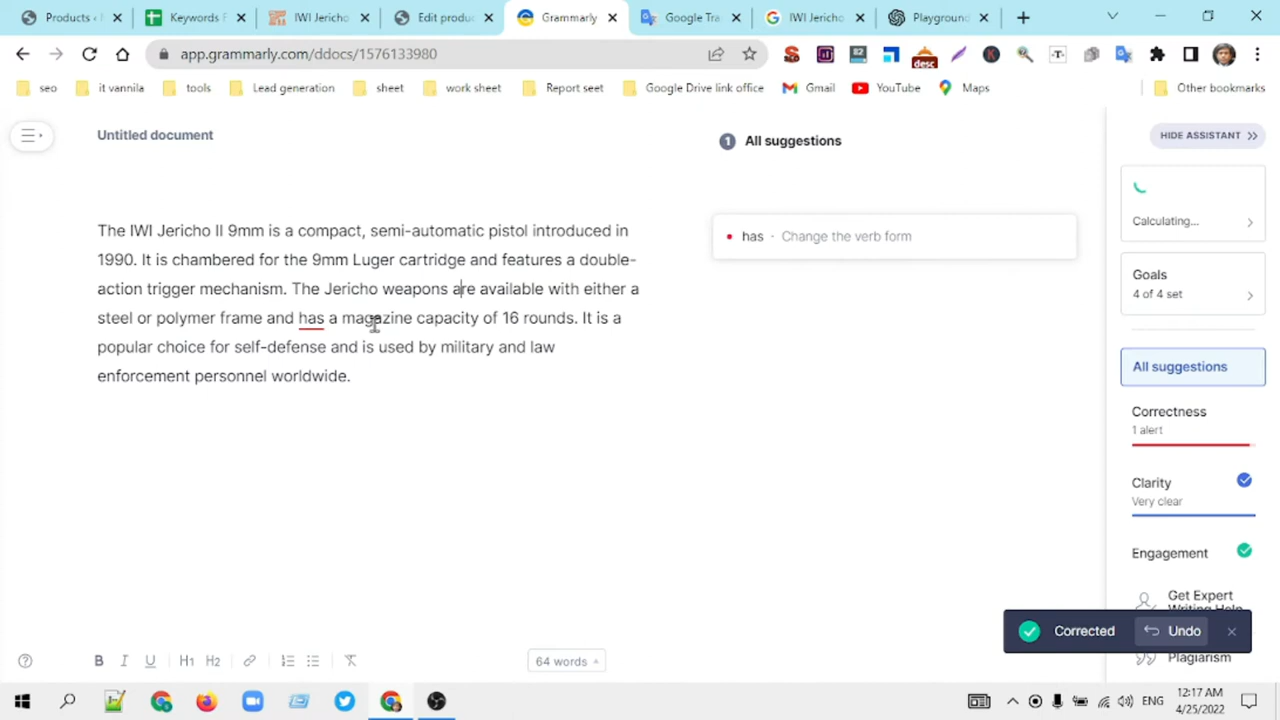 Products
Keywords F
IWI Jericho
Edit produc
Grammarly
Google Tra
IWI Jericho
Playground
app.grammarly.com/ddocs/1576133980
82
desc
K
-T-
seo
it vannila
tools
Lead generation
sheet
work sheet
Report seet
Google Drive link office
Gmail
YouTube
Maps
Other bookmarks
Untitled document
1 All suggestions
HIDE ASSISTANT
The IWI Jericho II 9mm is a compact, semi-automatic pistol introduced in
1990. It is chambered for the 9mm Luger cartridge and features a double-
action trigger mechanism. The Jericho weapons are available with either a
steel or polymer frame and has a magazine capacity of 16 rounds. It is a
popular choice for self-defense and is used by military and law
enforcement personnel worldwide.
has · Change the verb form
Calculating...
Goals
4 of 4 set
All suggestions
Correctness
1 alert
Clarity
Very clear
Engagement
Get Expert
Writing Help
Corrected
Undo
Plagiarism
B I U H1 H2
64 words
ENG
12:17 AM
4/25/2022